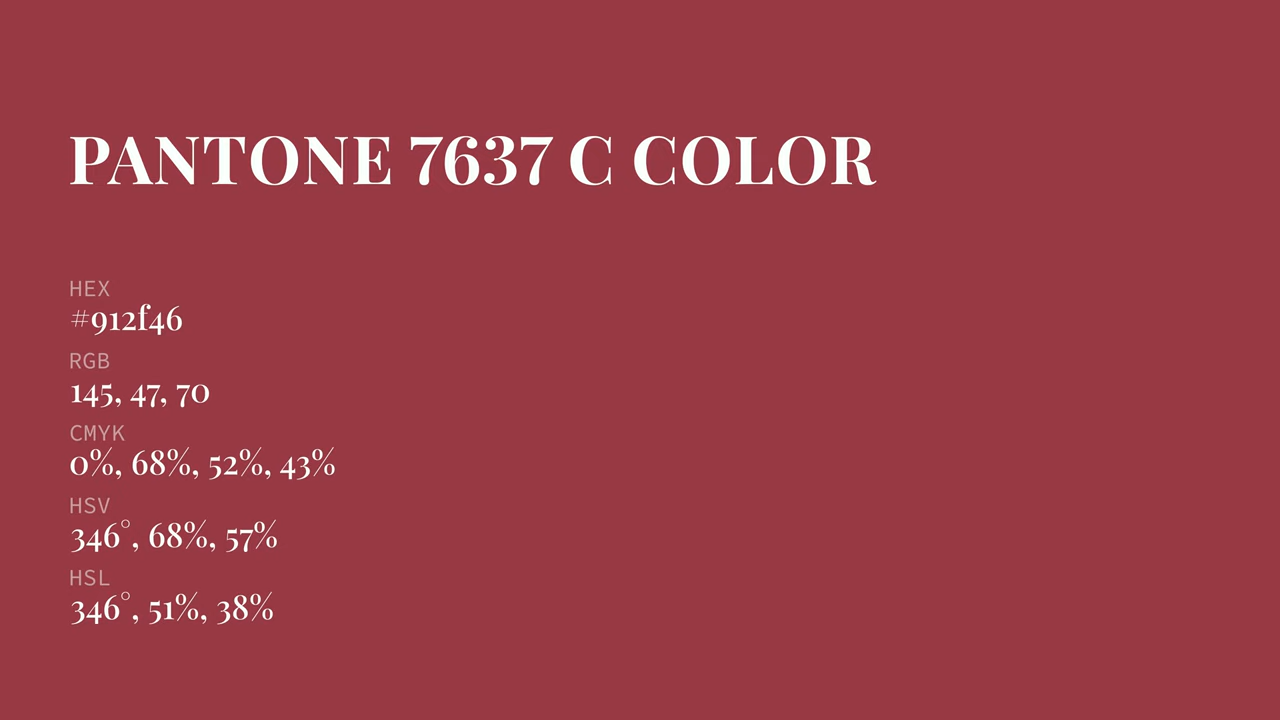 PANTONE 7637 C COLOR
HEX
#912f46
RGB
145, 47, 70
CMYK
0%, 68%, 52%, 43%
HSV
346°, 68%, 57%
HSL
346°, 51%, 38%